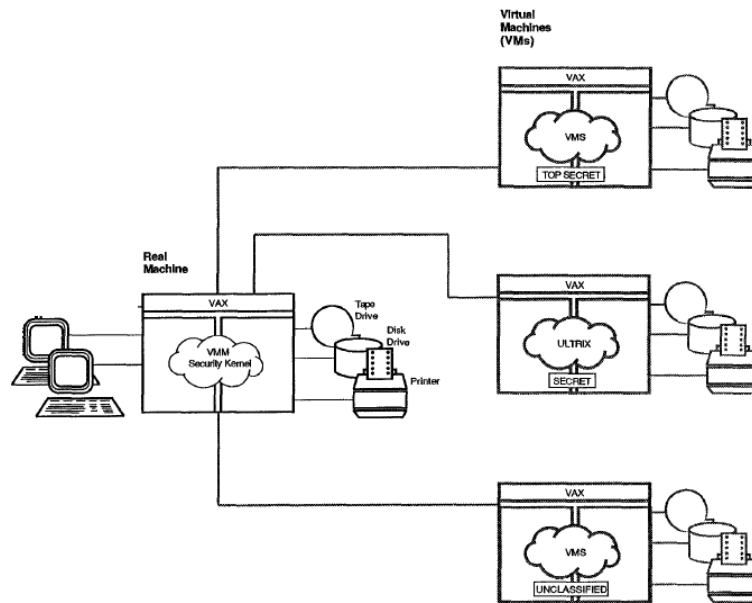 Virtual
Machines
(VMs)
VAX
VMS
TOP SECRET
Real
Machine
VAX
VMM
Security Kernel
Tape
Drive
Disk
Drive
Printer
VAX
ULTRIX
SECRET
VAX
VMS
UNCLASSIFIED